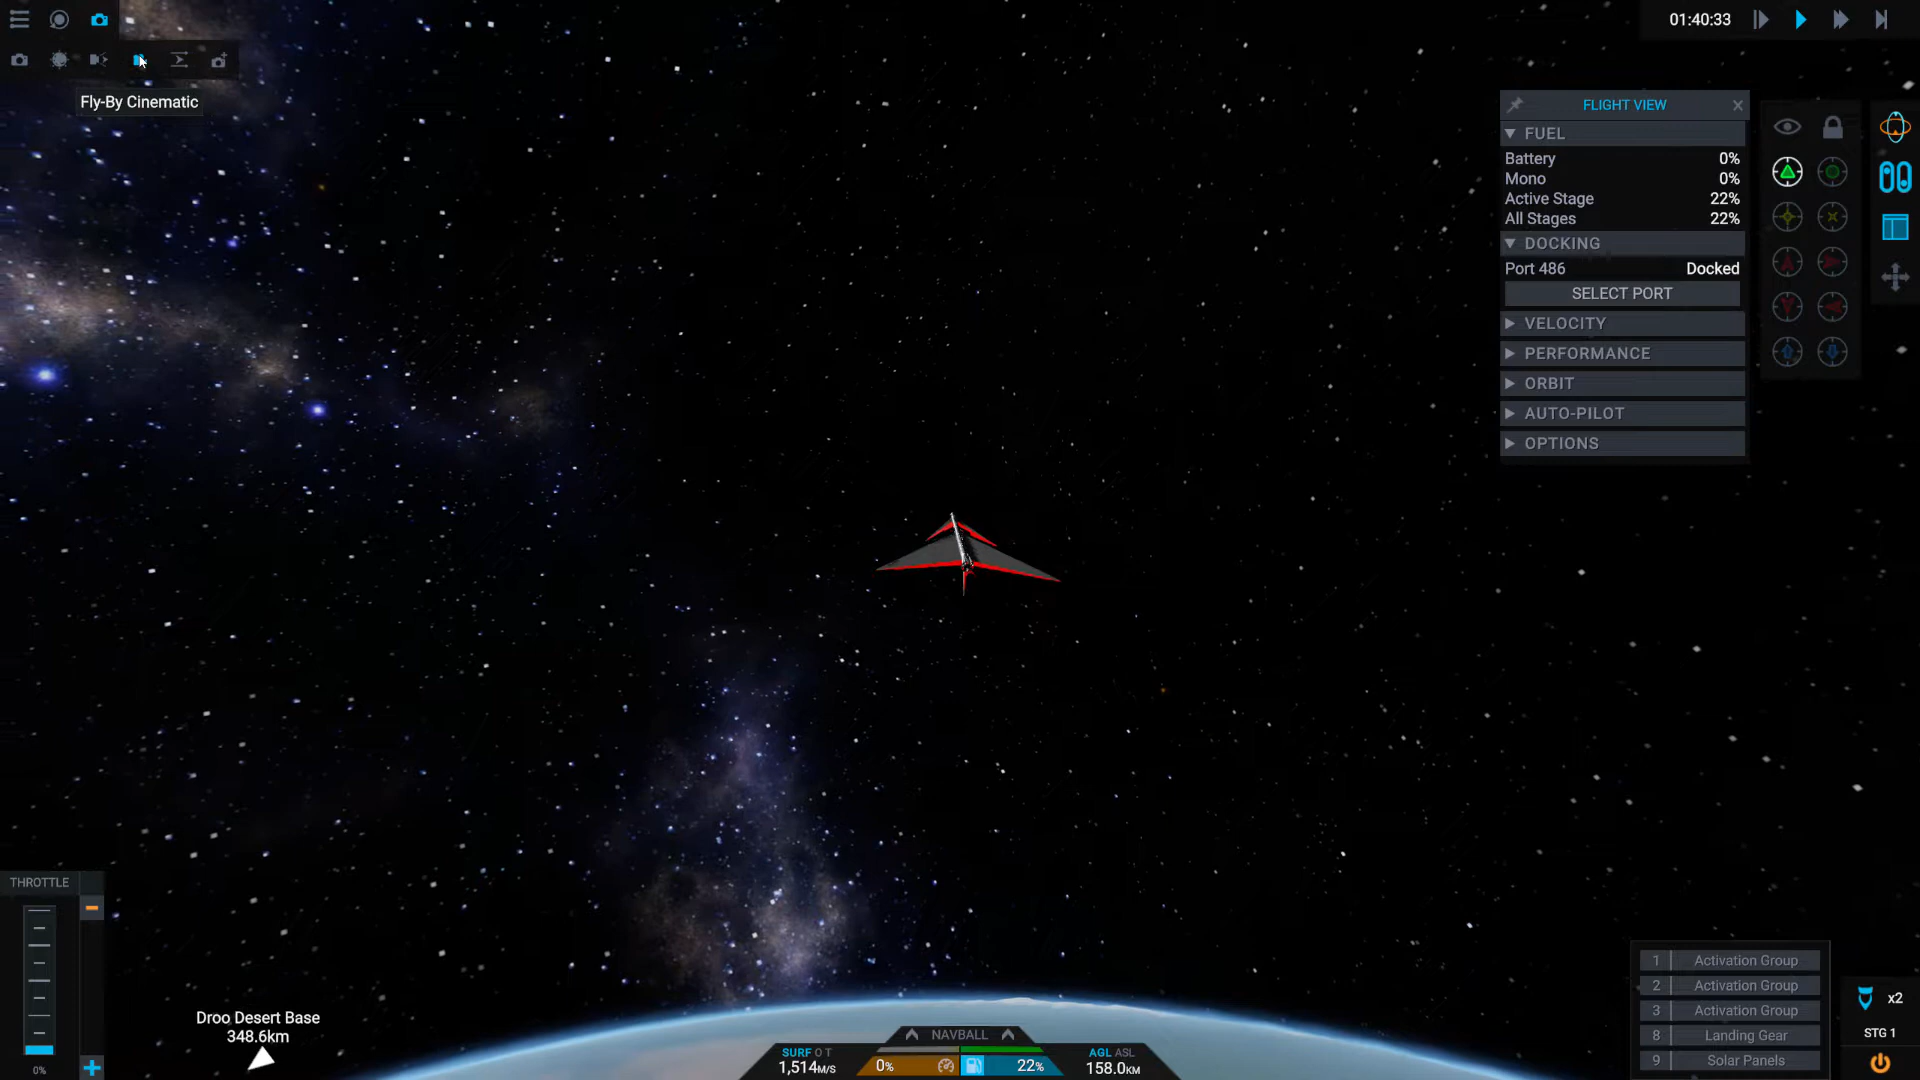 01:40:33
Fly-By Cinematic
FLIGHT VIEW
FUEL
Battery 0%
Mono 0%
Active Stage 22%
All Stages 22%
DOCKING
Port 486 Docked
SELECT PORT
VELOCITY
PERFORMANCE
ORBIT
AUTO-PILOT
OPTIONS
THROTTLE
0%
Droo Desert Base
348.6km
NAVBALL
SURF O T
1,514M/S
0%
22%
AGL ASL
158.0KM
1 Activation Group
2 Activation Group
3 Activation Group
8 Landing Gear
9 Solar Panels
x2
STG 1